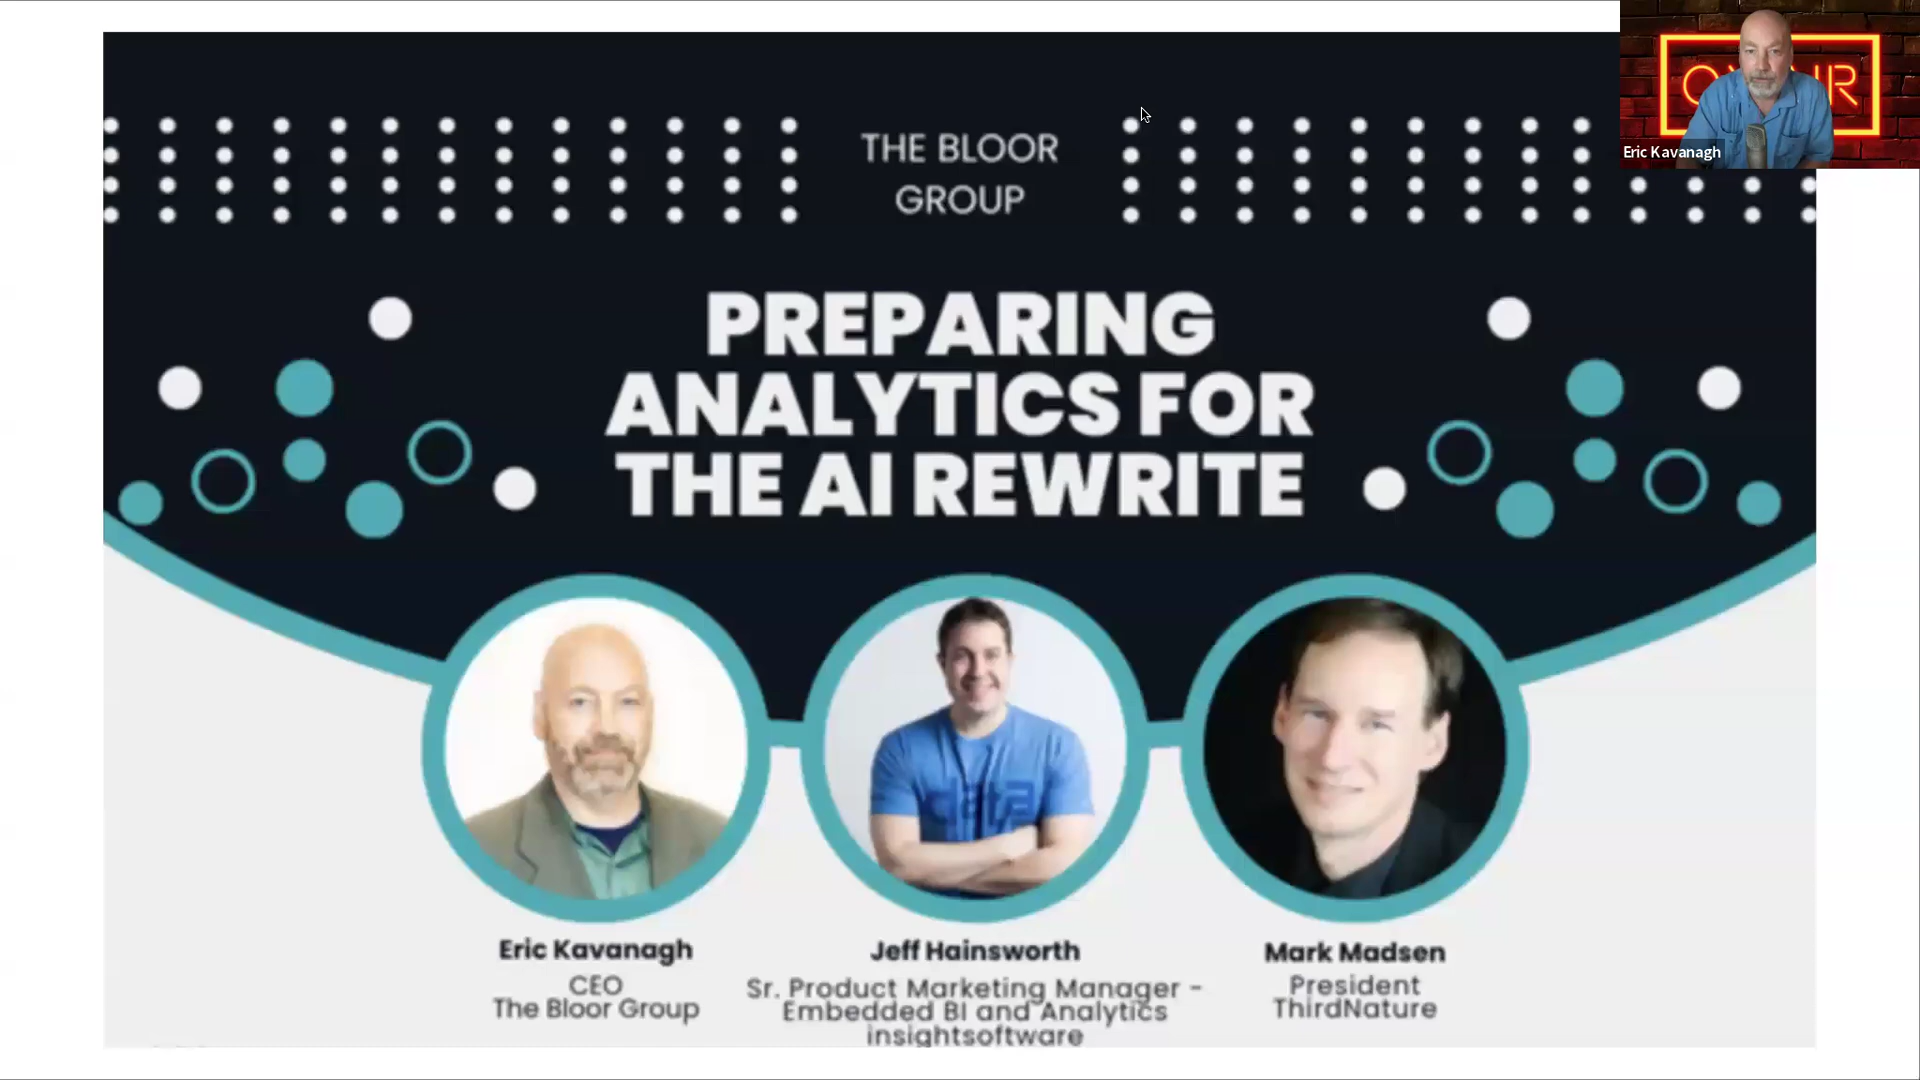 THE BLOOR
GROUP
Eric Kavanagh
PREPARING
ANALYTICS FOR
THE AI REWRITE
data
Eric Kavanagh
CEO
The Bloor Group
Jeff Hainsworth
Sr. Product Marketing Manager -
Embedded BI and Analytics
insightsoftware
Mark Madsen
President
ThirdNature